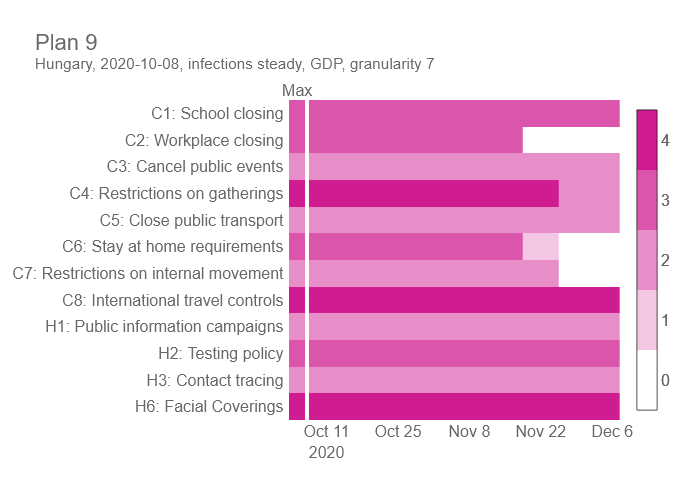 Plan 9
Hungary, 2020-10-08, infections steady, GDP, granularity 7
Max
C1: School closing
C2: Workplace closing
C3: Cancel public events
C4: Restrictions on gatherings
C5: Close public transport
C6: Stay at home requirements
C7: Restrictions on internal movement
C8: International travel controls
H1: Public information campaigns
H2: Testing policy
H3: Contact tracing
H6: Facial Coverings
4
3
2
1
0
Oct 11 Oct 25 Nov 8 Nov 22 Dec 6
2020